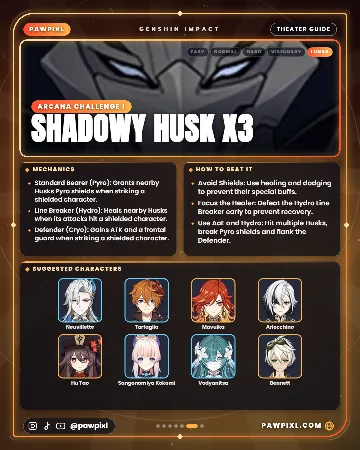 PAWPIXL
GENSHIN IMPACT
THEATER GUIDE
EASY
NORMAL
HARD
VISIONARY
LUNAR
ARCANA CHALLENGE I
SHADOWY HUSK X3
MECHANICS
Standard Bearer (Pyro): Grants nearby
Husks Pyro shields when striking a
shielded character.
Line Breaker (Hydro): Heals nearby Husks
when its attacks hit a shielded character.
Defender (Cryo): Gains ATK and a frontal
guard when striking a shielded character.
HOW TO BEAT IT
Avoid Shields: Use healing and dodging
to prevent their special buffs.
Focus the Healer: Defeat the Hydro Line
Breaker early to prevent recovery.
Use AoE and Hydro: Hit multiple Husks,
break Pyro shields and flank the
Defender.
SUGGESTED CHARACTERS
Neuvillette
Tartaglia
Mavuika
Arlecchino
Hu Tao
Sangonomiya Kokomi
Vodyanitsa
Bennett
@pawpixl
PAWPIXL.COM